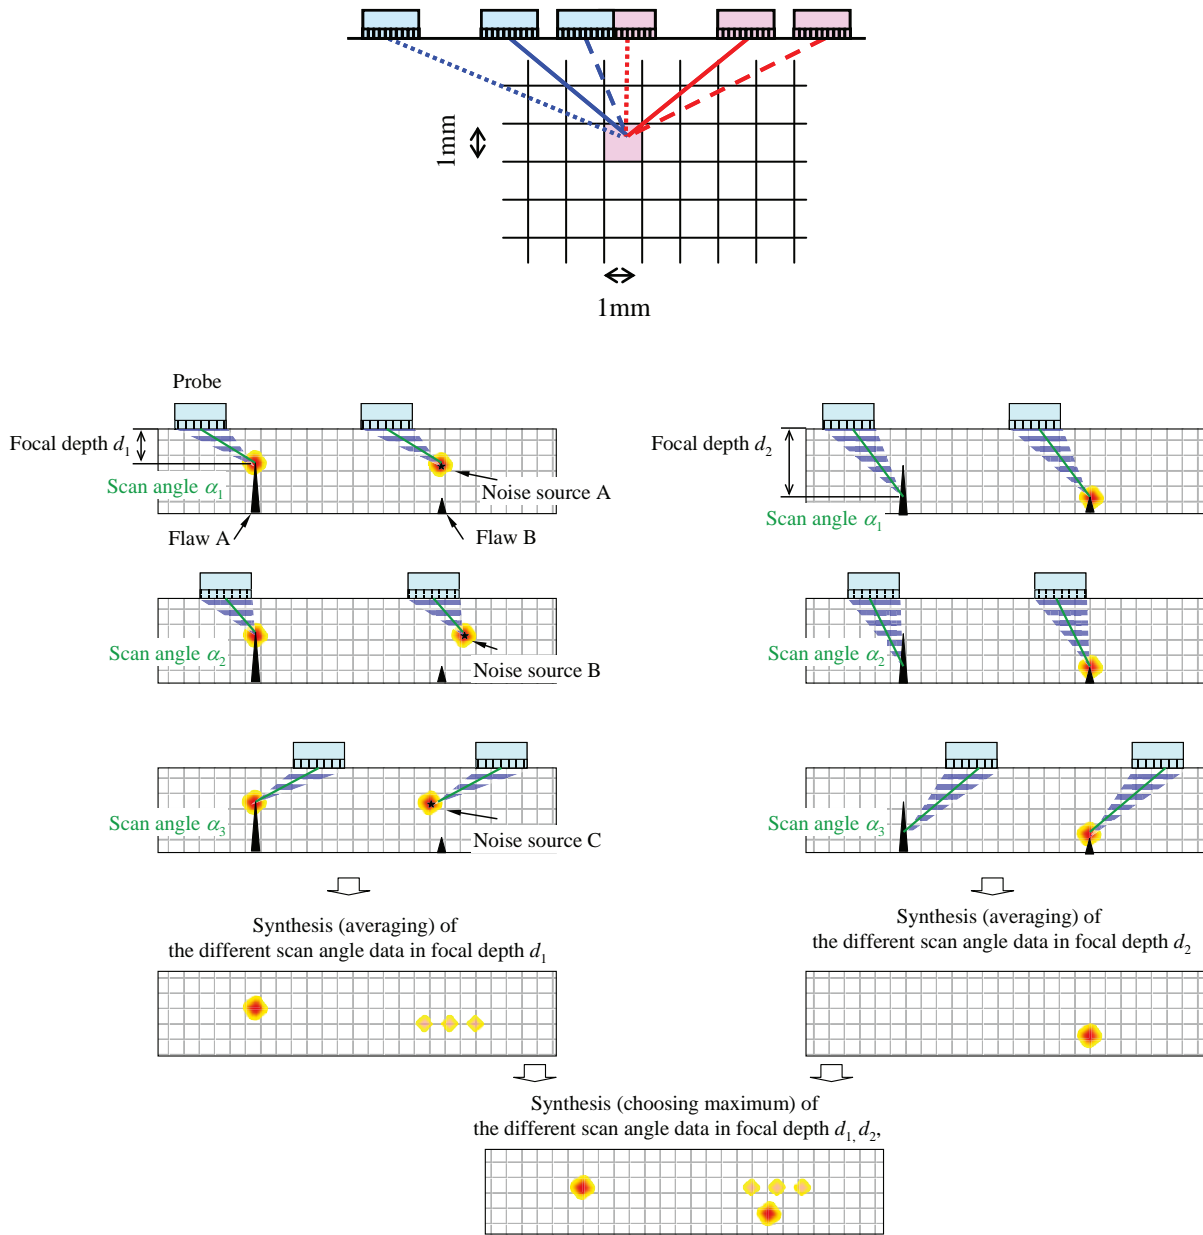 1mm
1mm
Probe
Focal depth d1
Scan angle α1
Noise source A
Flaw A
Flaw B
Focal depth d2
Scan angle α1
Scan angle α2
Noise source B
Scan angle α2
Scan angle α3
Noise source C
Scan angle α3
Synthesis (averaging) of
the different scan angle data in focal depth d1
Synthesis (averaging) of
the different scan angle data in focal depth d2
Synthesis (choosing maximum) of
the different scan angle data in focal depth d1, d2,